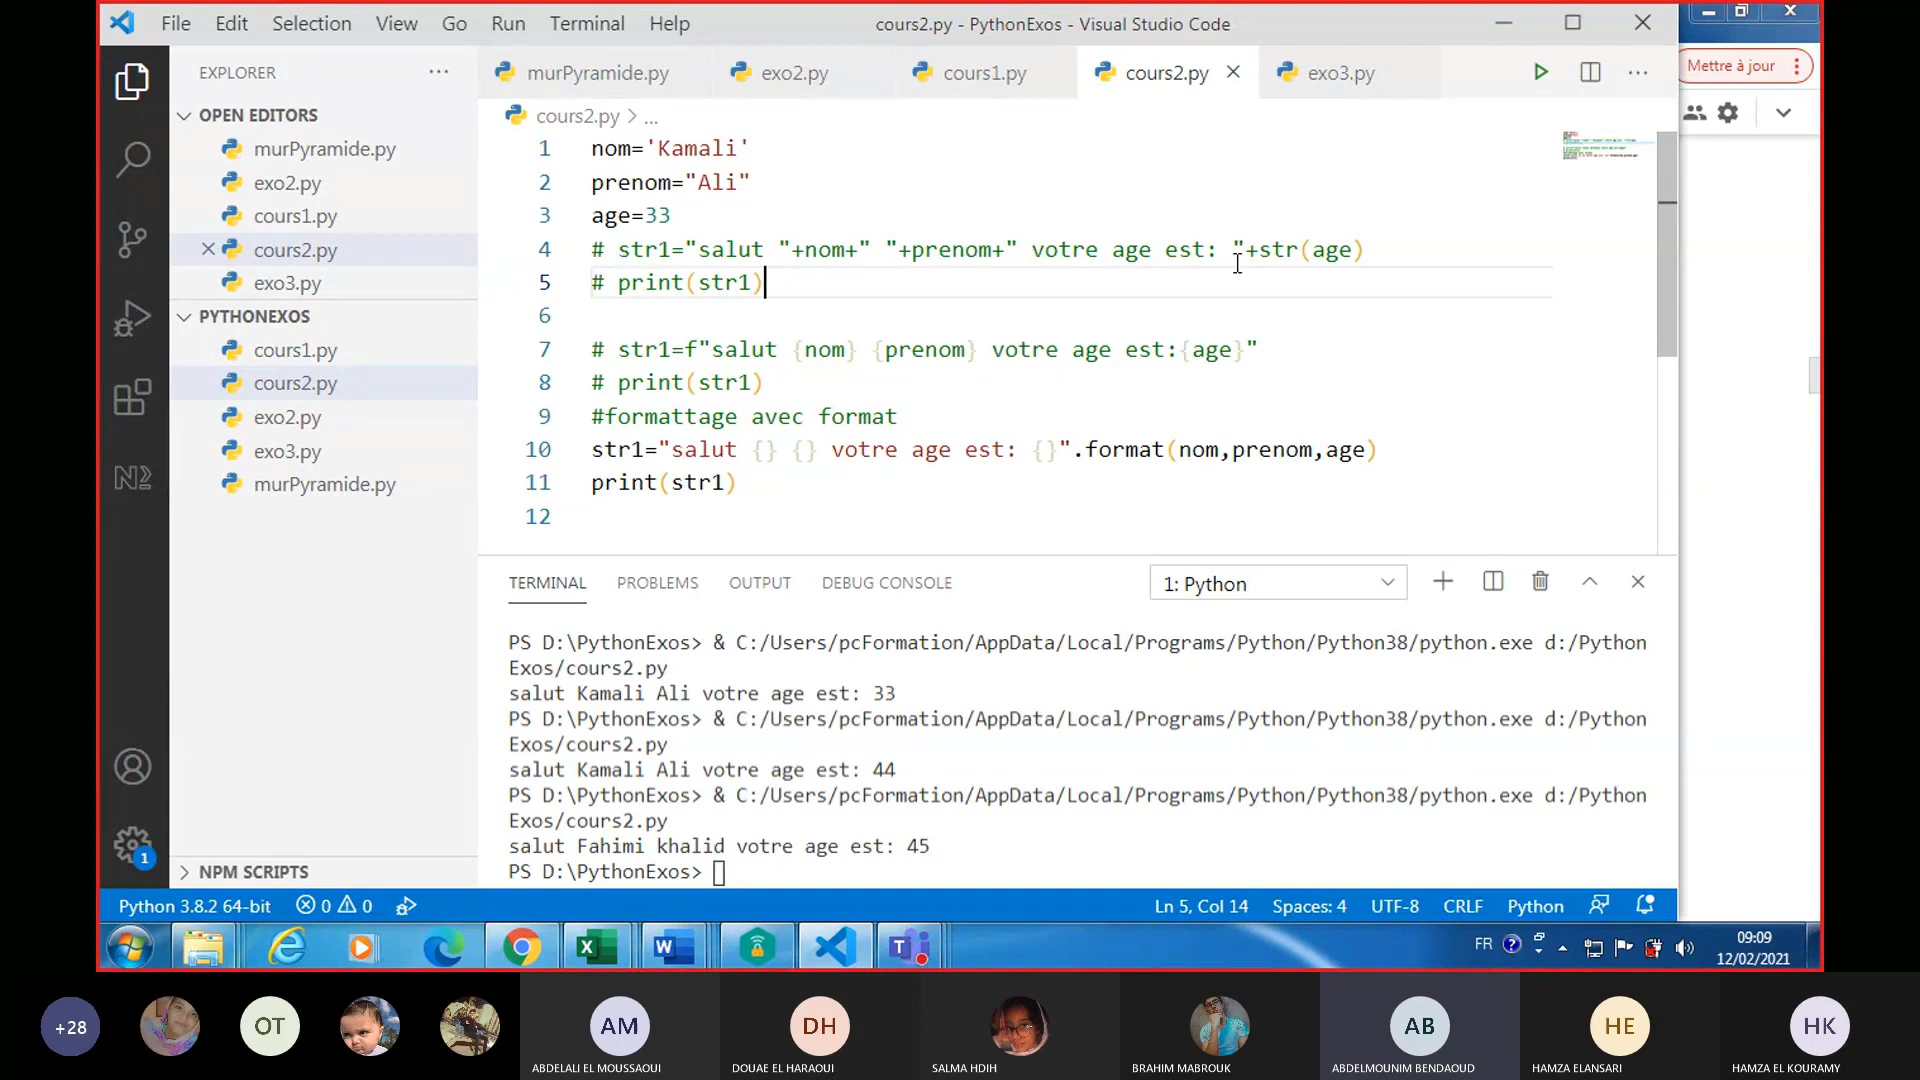 File Edit Selection View Go Run Terminal Help
cours2.py - PythonExos - Visual Studio Code
Mettre à jour
EXPLORER
murPyramide.py exo2.py cours1.py cours2.py exo3.py
OPEN EDITORS
murPyramide.py
exo2.py
cours1.py
cours2.py
exo3.py
PYTHONEXOS
cours1.py
cours2.py
exo2.py
exo3.py
murPyramide.py
NPM SCRIPTS
cours2.py > ...
1 nom='Kamali'
2 prenom="Ali"
3 age=33
4 # str1="salut "+nom+" "+prenom+" votre age est: "+str(age)
5 # print(str1)
6
7 # str1=f"salut {nom} {prenom} votre age est:{age}"
8 # print(str1)
9 #formattage avec format
10 str1="salut {} {} votre age est: {}".format(nom,prenom,age)
11 print(str1)
12
TERMINAL PROBLEMS OUTPUT DEBUG CONSOLE
1: Python
PS D:\PythonExos> & C:/Users/pcFormation/AppData/Local/Programs/Python/Python38/python.exe d:/Python
Exos/cours2.py
salut Kamali Ali votre age est: 33
PS D:\PythonExos> & C:/Users/pcFormation/AppData/Local/Programs/Python/Python38/python.exe d:/Python
Exos/cours2.py
salut Kamali Ali votre age est: 44
PS D:\PythonExos> & C:/Users/pcFormation/AppData/Local/Programs/Python/Python38/python.exe d:/Python
Exos/cours2.py
salut Fahimi khalid votre age est: 45
PS D:\PythonExos>
1
Python 3.8.2 64-bit 0 0
Ln 5, Col 14 Spaces: 4 UTF-8 CRLF Python
FR
09:09
12/02/2021
+28
OT
AM
DH
AB
HE
HK
ABDELALI EL MOUSSAOUI
DOUAE EL HARAOUI
SALMA HDIH
BRAHIM MABROUK
ABDELMOUNIM BENDAOUD
HAMZA ELANSARI
HAMZA EL KOURAMY